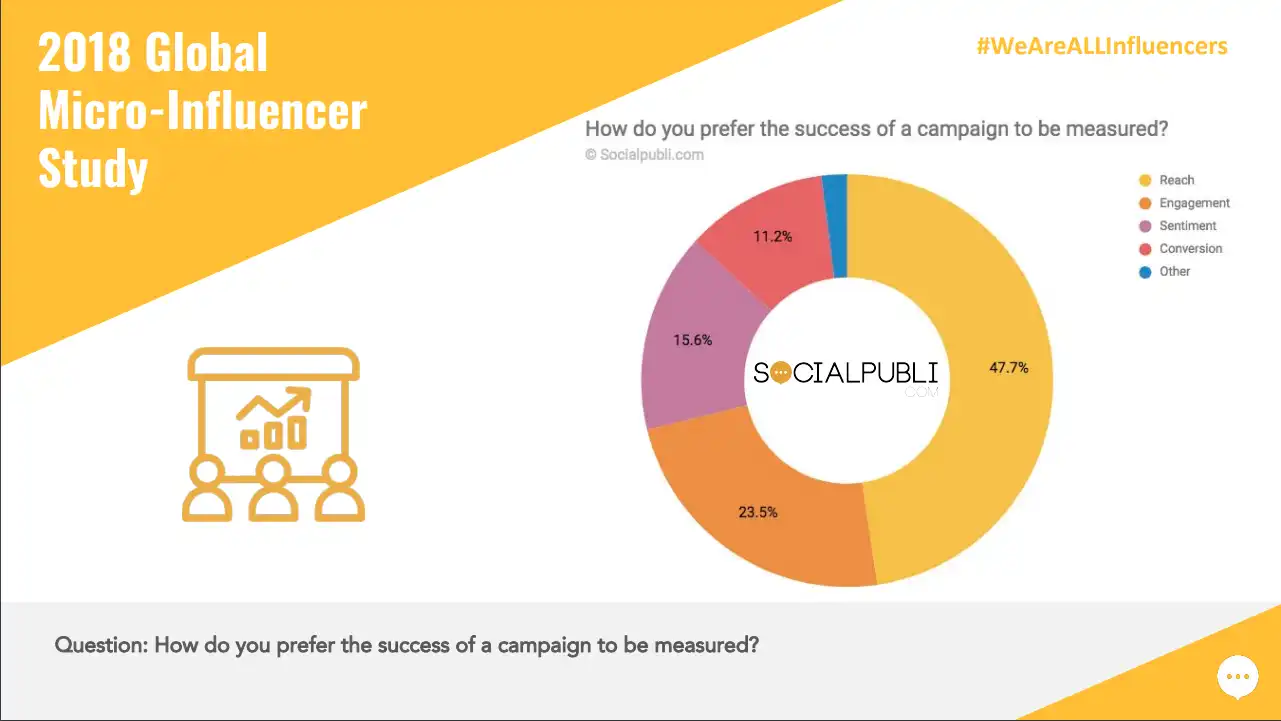 2018 Global
Micro-Influencer
Study
#WeAreALLInfluencers
How do you prefer the success of a campaign to be measured?
© Socialpubli.com
Reach
Engagement
Sentiment
Conversion
Other
11.2%
15.6%
47.7%
23.5%
SOCIALPUBLI
.COM
Question: How do you prefer the success of a campaign to be measured?